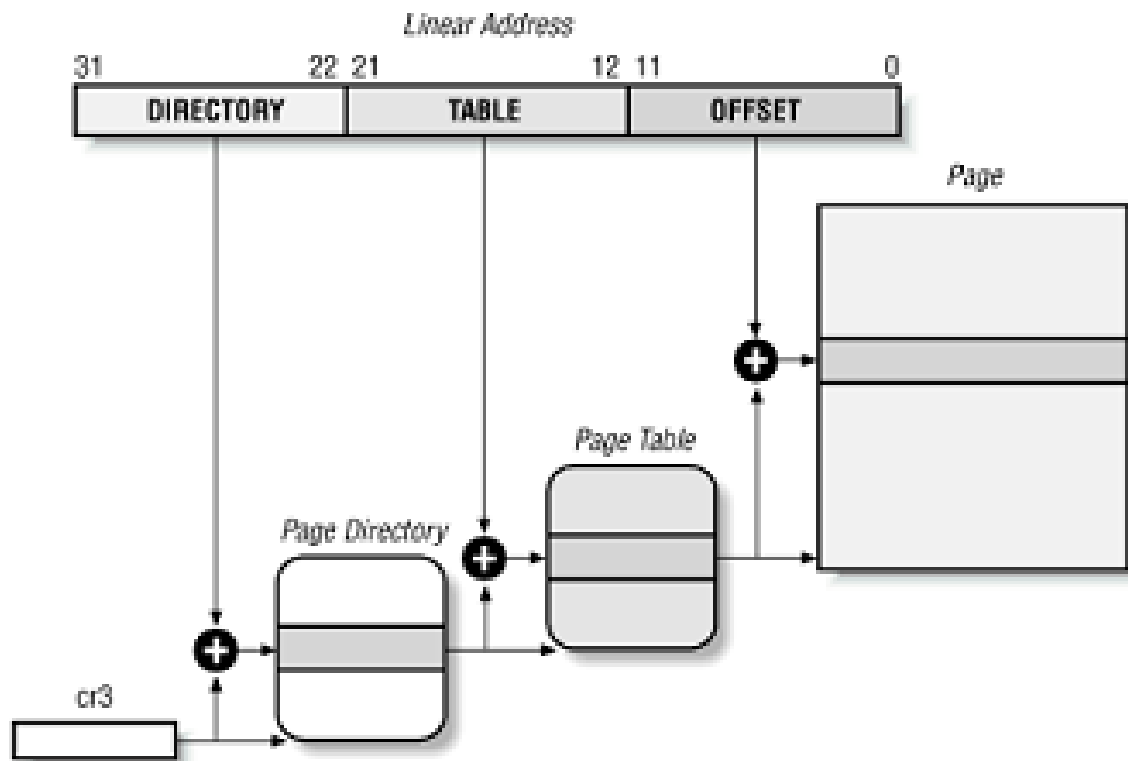 Linear Address
31 22 21 12 11 0
DIRECTORY TABLE OFFSET
Page
Page Table
Page Directory
cr3